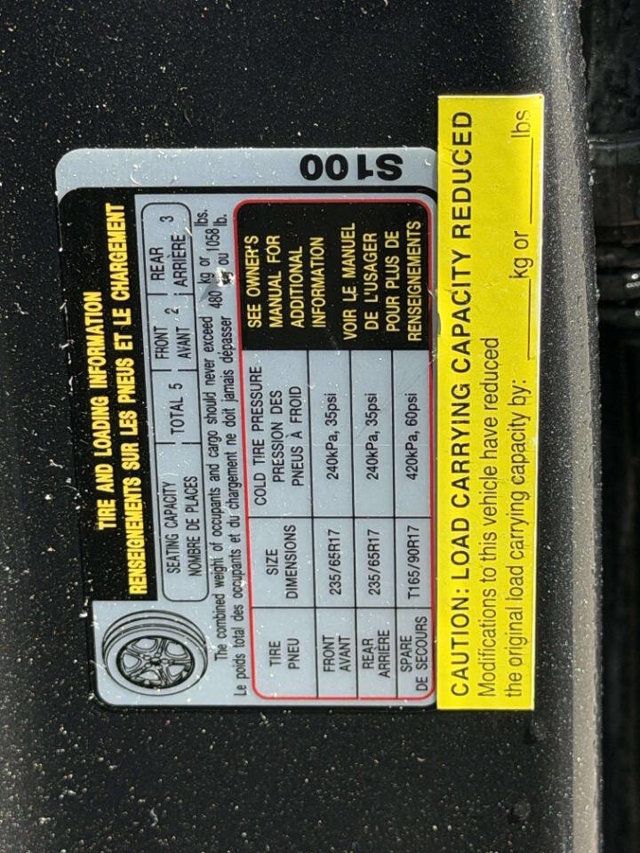 TIRE AND LOADING INFORMATION
RENSEIGNEMENTS SUR LES PNEUS ET LE CHARGEMENT
SEATING CAPACITY
NOMBRE DE PLACES
TOTAL 5
FRONT
AVANT 2
REAR
ARRIÈRE 3
The combined weight of occupants and cargo should never exceed 480 kg or 1058 lbs.
Le poids total des occupants et du chargement ne doit jamais dépasser kg ou lb.
TIRE
PNEU
SIZE
DIMENSIONS
COLD TIRE PRESSURE
PRESSION DES
PNEUS À FROID
SEE OWNER'S
MANUAL FOR
ADDITIONAL
INFORMATION
VOIR LE MANUEL
DE L'USAGER
POUR PLUS DE
RENSEIGNEMENTS
FRONT
AVANT
235/65R17
240kPa, 35psi
REAR
ARRIÈRE
235/65R17
240kPa, 35psi
SPARE
DE SECOURS
T165/90R17
420kPa, 60psi
S100
CAUTION: LOAD CARRYING CAPACITY REDUCED
Modifications to this vehicle have reduced
the original load carrying capacity by: ______kg or ______lbs